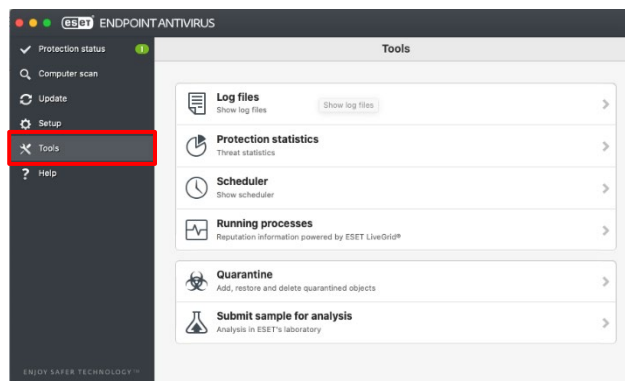 eset ENDPOINT ANTIVIRUS
Protection status 1
Computer scan
Update
Setup
Tools
Help
ENJOY SAFER TECHNOLOGY™
Tools
Log files
Show log files
Show log files
Protection statistics
Threat statistics
Scheduler
Show scheduler
Running processes
Reputation information powered by ESET LiveGrid®
Quarantine
Add, restore and delete quarantined objects
Submit sample for analysis
Analysis in ESET's laboratory